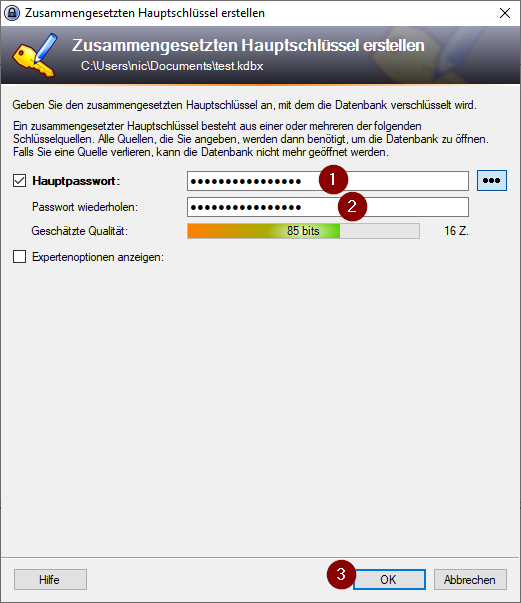 Zusammengesetzten Hauptschlüssel erstellen
Zusammengesetzten Hauptschlüssel erstellen
C:\Users\nic\Documents\test.kdbx
Geben Sie den zusammengesetzten Hauptschlüssel an, mit dem die Datenbank verschlüsselt wird.
Ein zusammengesetzter Hauptschlüssel besteht aus einer oder mehreren der folgenden
Schlüsselquellen. Alle Quellen, die Sie angeben, werden dann benötigt, um die Datenbank zu öffnen.
Falls Sie eine Quelle verlieren, kann die Datenbank nicht mehr geöffnet werden.
Hauptpasswort: ●●●●●●●●●●●●●●●● 1 ●●●
Passwort wiederholen: ●●●●●●●●●●●●●●●● 2
Geschätzte Qualität: 85 bits 16 Z.
Expertenoptionen anzeigen:
Hilfe 3 OK Abbrechen